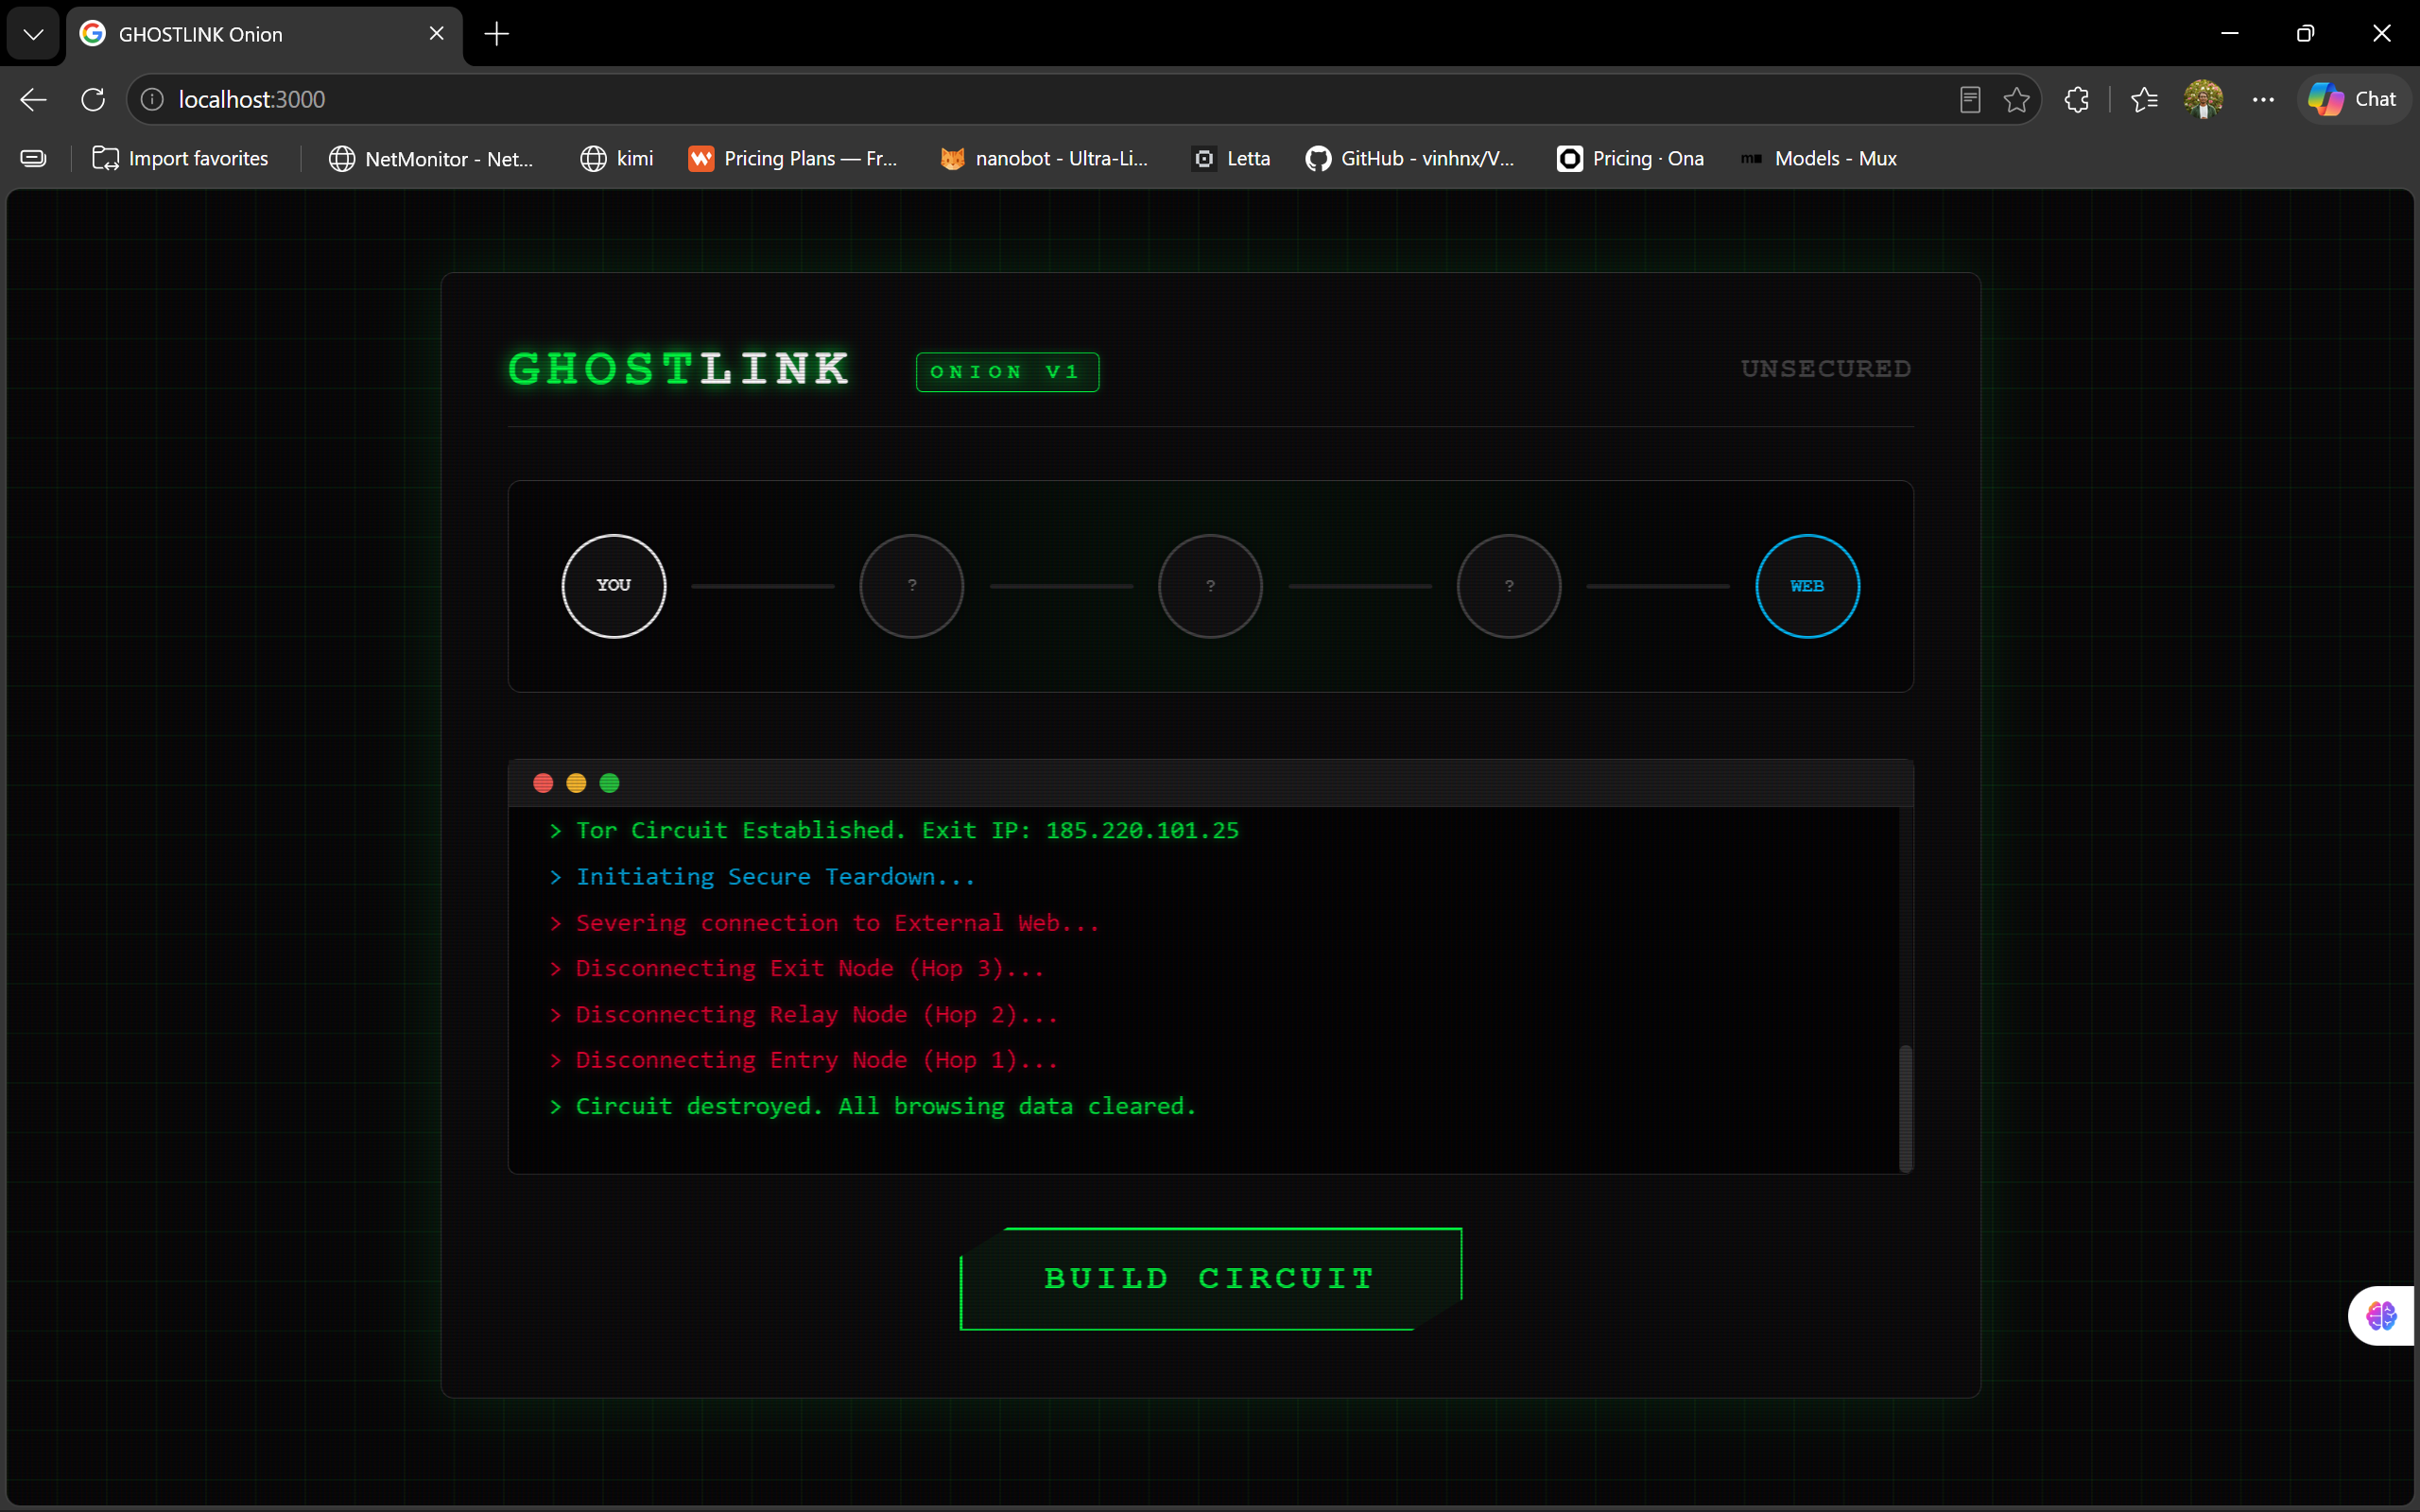 GHOSTLINK Onion
localhost:3000
Chat
Import favorites
NetMonitor - Net...
kimi
Pricing Plans — Fr...
nanobot - Ultra-Li...
Letta
GitHub - vinhnx/V...
Pricing · Ona
Models - Mux
GHOSTLINK
ONION V1
UNSECURED
YOU
?
?
?
WEB
> Tor Circuit Established. Exit IP: 185.220.101.25
> Initiating Secure Teardown...
> Severing connection to External Web...
> Disconnecting Exit Node (Hop 3)...
> Disconnecting Relay Node (Hop 2)...
> Disconnecting Entry Node (Hop 1)...
> Circuit destroyed. All browsing data cleared.
BUILD CIRCUIT